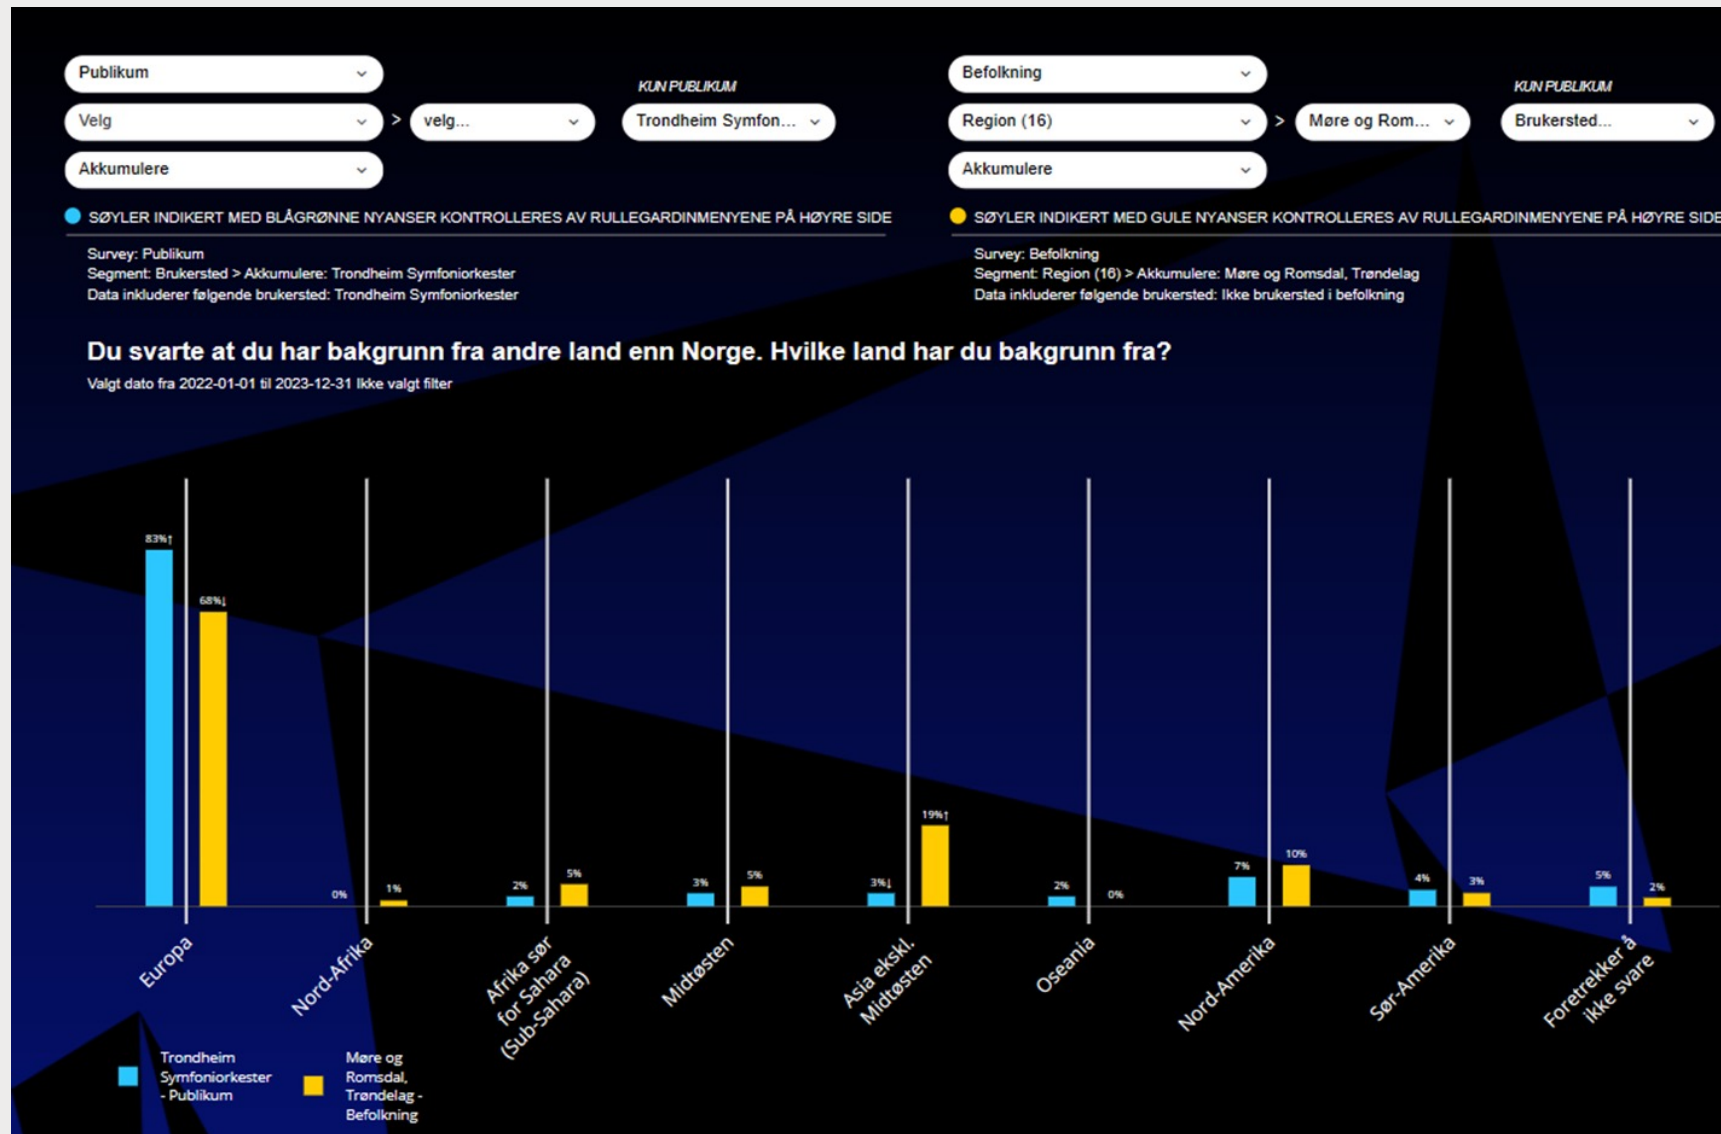 Publikum
Velg
>
velg...
KUN PUBLIKUM
Trondheim Symfon...
Akkumulere
SØYLER INDIKERT MED BLÅGRØNNE NYANSER KONTROLLERES AV RULLEGARDINMENYENE PÅ HØYRE SIDE
Survey: Publikum
Segment: Brukersted > Akkumulere: Trondheim Symfoniorkester
Data inkluderer følgende brukersted: Trondheim Symfoniorkester
Befolkning
Region (16)
>
Møre og Rom...
KUN PUBLIKUM
Brukersted...
Akkumulere
SØYLER INDIKERT MED GULE NYANSER KONTROLLERES AV RULLEGARDINMENYENE PÅ HØYRE SIDE
Survey: Befolkning
Segment: Region (16) > Akkumulere: Møre og Romsdal, Trøndelag
Data inkluderer følgende brukersted: Ikke brukersted i befolkning
Du svarte at du har bakgrunn fra andre land enn Norge. Hvilke land har du bakgrunn fra?
Valgt dato fra 2022-01-01 til 2023-12-31 Ikke valgt filter
83%↑
68%↓
0%
1%
2%
5%
3%
5%
3%↓
19%↑
2%
0%
7%
10%
4%
3%
5%
2%
Europa
Nord-Afrika
Afrika sør
for Sahara
(Sub-Sahara)
Midtøsten
Asia ekskl.
Midtøsten
Oseania
Nord-Amerika
Sør-Amerika
Foretrekker å
ikke svare
Trondheim
Symfoniorkester
- Publikum
Møre og
Romsdal,
Trøndelag -
Befolkning